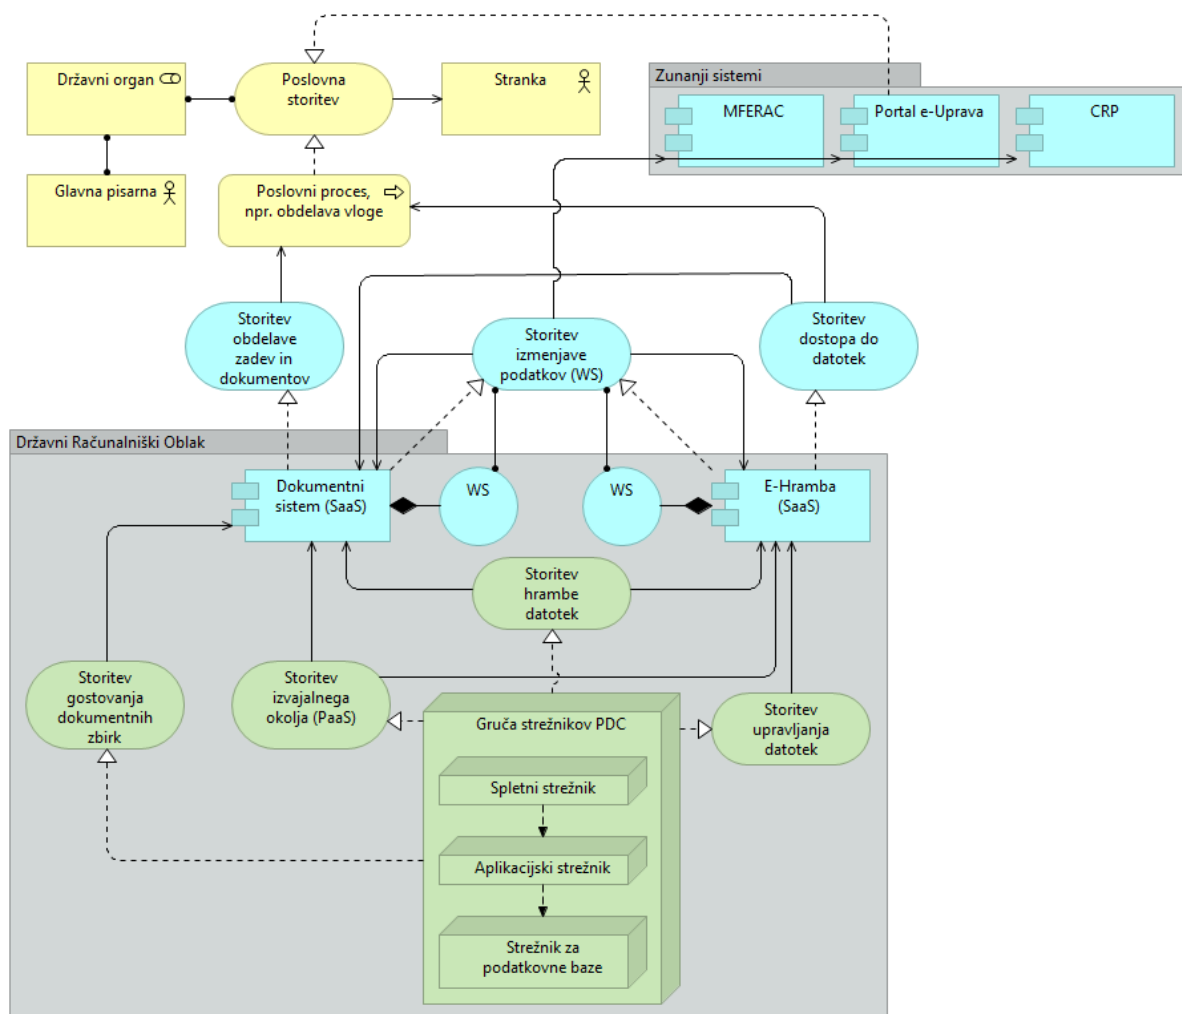 Državni organ
Poslovna
storitev
Stranka
Zunanji sistemi
MFERAC
Portal e-Uprava
CRP
Glavna pisarna
Poslovni proces,
npr. obdelava vloge
Storitev
obdelave
zadev in
dokumentov
Storitev
izmenjave
podatkov (WS)
Storitev
dostopa do
datotek
Državni Računalniški Oblak
Dokumentni
sistem (SaaS)
WS
WS
E-Hramba
(SaaS)
Storitev
hrambe
datotek
Storitev
gostovanja
dokumentnih
zbirk
Storitev
izvajalnega
okolja (PaaS)
Gruča strežnikov PDC
Storitev
upravljanja
datotek
Spletni strežnik
Aplikacijski strežnik
Strežnik za
podatkovne baze